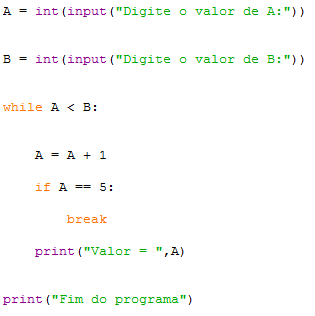 A = int(input("Digite o valor de A:"))
B = int(input("Digite o valor de B:"))
while A < B:
    A = A + 1
    if A == 5:
        break
    print("Valor = ",A)
print("Fim do programa")